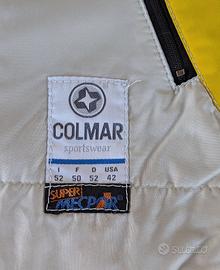 COLMAR
sportswear
I F D USA
52 50 52 42
SUPER
MECPOR
subito